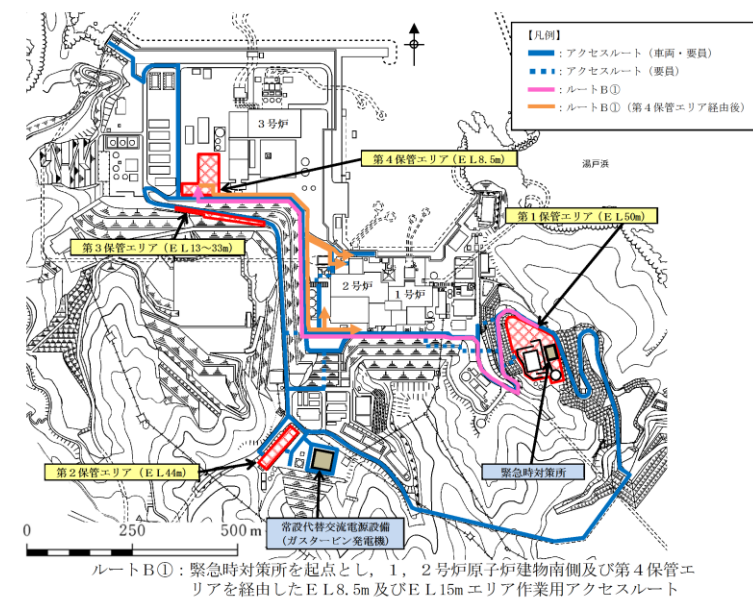 【凡例】
：アクセスルート（車両・要員）
：アクセスルート（要員）
：ルートＢ①
：ルートＢ①（第４保管エリア経由後）
３号炉
第４保管エリア（ＥＬ8.5m）
湯戸浜
第１保管エリア（ＥＬ50m）
第３保管エリア（ＥＬ13～33m）
２号炉
１号炉
第２保管エリア（ＥＬ44m）
緊急時対策所
常設代替交流電源設備
（ガスタービン発電機）
0 250 500 m
ルートＢ①：緊急時対策所を起点とし，１，２号炉原子炉建物南側及び第４保管エ
リアを経由したＥＬ8.5m 及びＥＬ15m エリア作業用アクセスルート